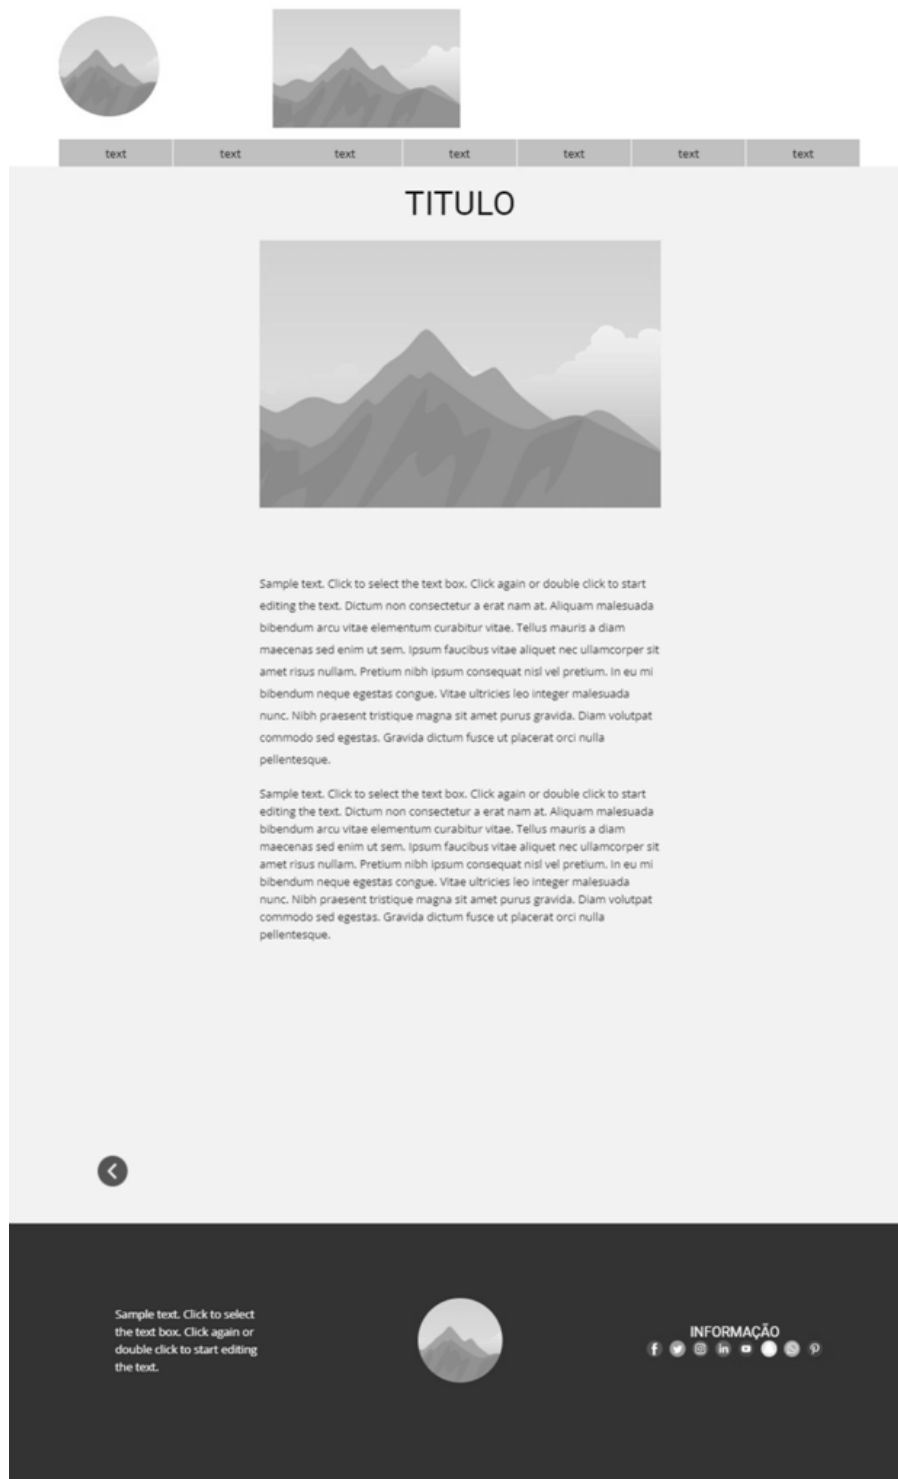 text text text text text text text
TITULO
Sample text. Click to select the text box. Click again or double click to start
editing the text. Dictum non consectetur a erat nam at. Aliquam malesuada
bibendum arcu vitae elementum curabitur vitae. Tellus mauris a diam
maecenas sed enim ut sem. Ipsum faucibus vitae aliquet nec ullamcorper sit
amet risus nullam. Pretium nibh ipsum consequat nisl vel pretium. In eu mi
bibendum neque egestas congue. Vitae ultricies leo integer malesuada
nunc. Nibh praesent tristique magna sit amet purus gravida. Diam volutpat
commodo sed egestas. Gravida dictum fusce ut placerat orci nulla
pellentesque.
Sample text. Click to select the text box. Click again or double click to start
editing the text. Dictum non consectetur a erat nam at. Aliquam malesuada
bibendum arcu vitae elementum curabitur vitae. Tellus mauris a diam
maecenas sed enim ut sem. Ipsum faucibus vitae aliquet nec ullamcorper sit
amet risus nullam. Pretium nibh ipsum consequat nisl vel pretium. In eu mi
bibendum neque egestas congue. Vitae ultricies leo integer malesuada
nunc. Nibh praesent tristique magna sit amet purus gravida. Diam volutpat
commodo sed egestas. Gravida dictum fusce ut placerat orci nulla
pellentesque.
Sample text. Click to select
the text box. Click again or
double click to start editing
the text.
INFORMAÇÃO